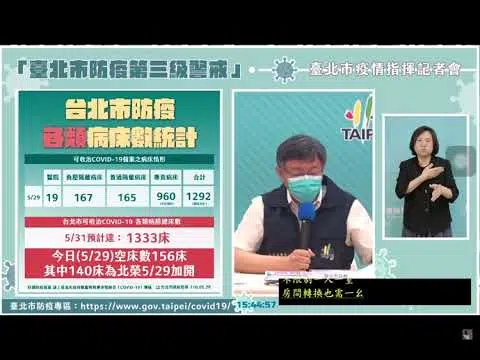 「臺北市防疫第三級警戒」
臺北市疫情指揮記者會
台北市防疫
各類病床數統計
可收治COVID-19個案之病床情形
醫院 負壓隔離病床 普通隔離病床 專責病床 合計
5/29 19 167 165 960 1292
台北市可收治COVID-19 各類病房總床數
5/31預計達：1333床
今日(5/29)空床數156床
其中140床為北榮5/29加開
TAIPEI
房間轉換也需一ㄠ
臺北市防疫專區：https://www.gov.taipei/covid19/
15:44:57